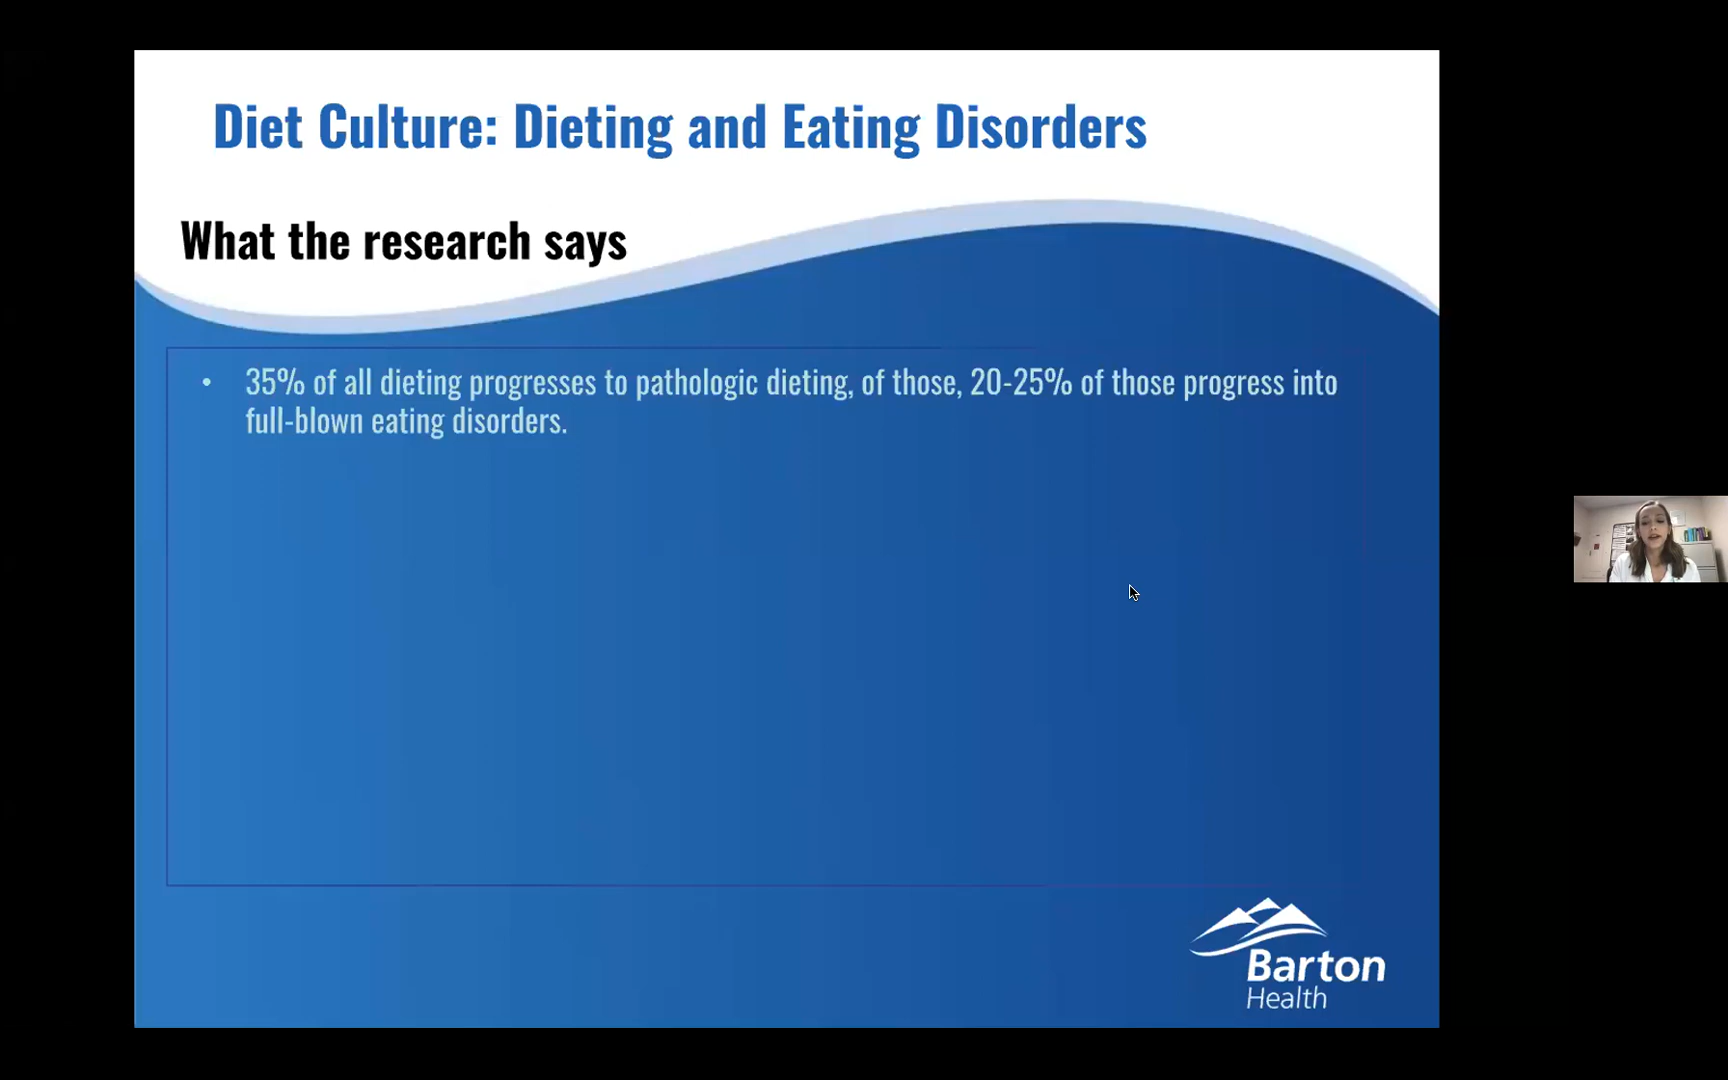 Diet Culture: Dieting and Eating Disorders
What the research says
• 35% of all dieting progresses to pathologic dieting, of those, 20-25% of those progress into
full-blown eating disorders.
Barton
Health